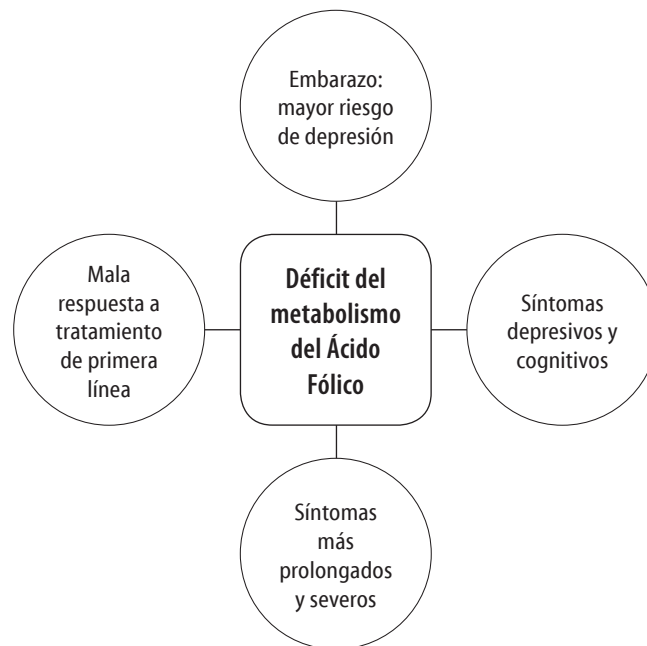 Embarazo:
mayor riesgo
de depresión
Mala
respuesta a
tratamiento
de primera
línea
Déficit del
metabolismo
del Ácido
Fólico
Síntomas
depresivos y
cognitivos
Síntomas
más
prolongados
y severos